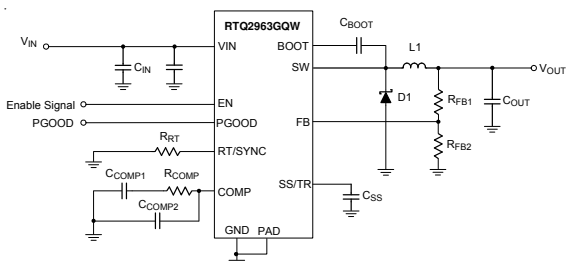 .
RTQ2963GQW
VIN
VIN
CIN
BOOT
CBOOT
SW
L1
VOUT
D1
RFB1
COUT
Enable Signal
EN
PGOOD
PGOOD
FB
RFB2
RRT
RT/SYNC
CCOMP1
RCOMP
COMP
CCOMP2
SS/TR
CSS
GND
PAD